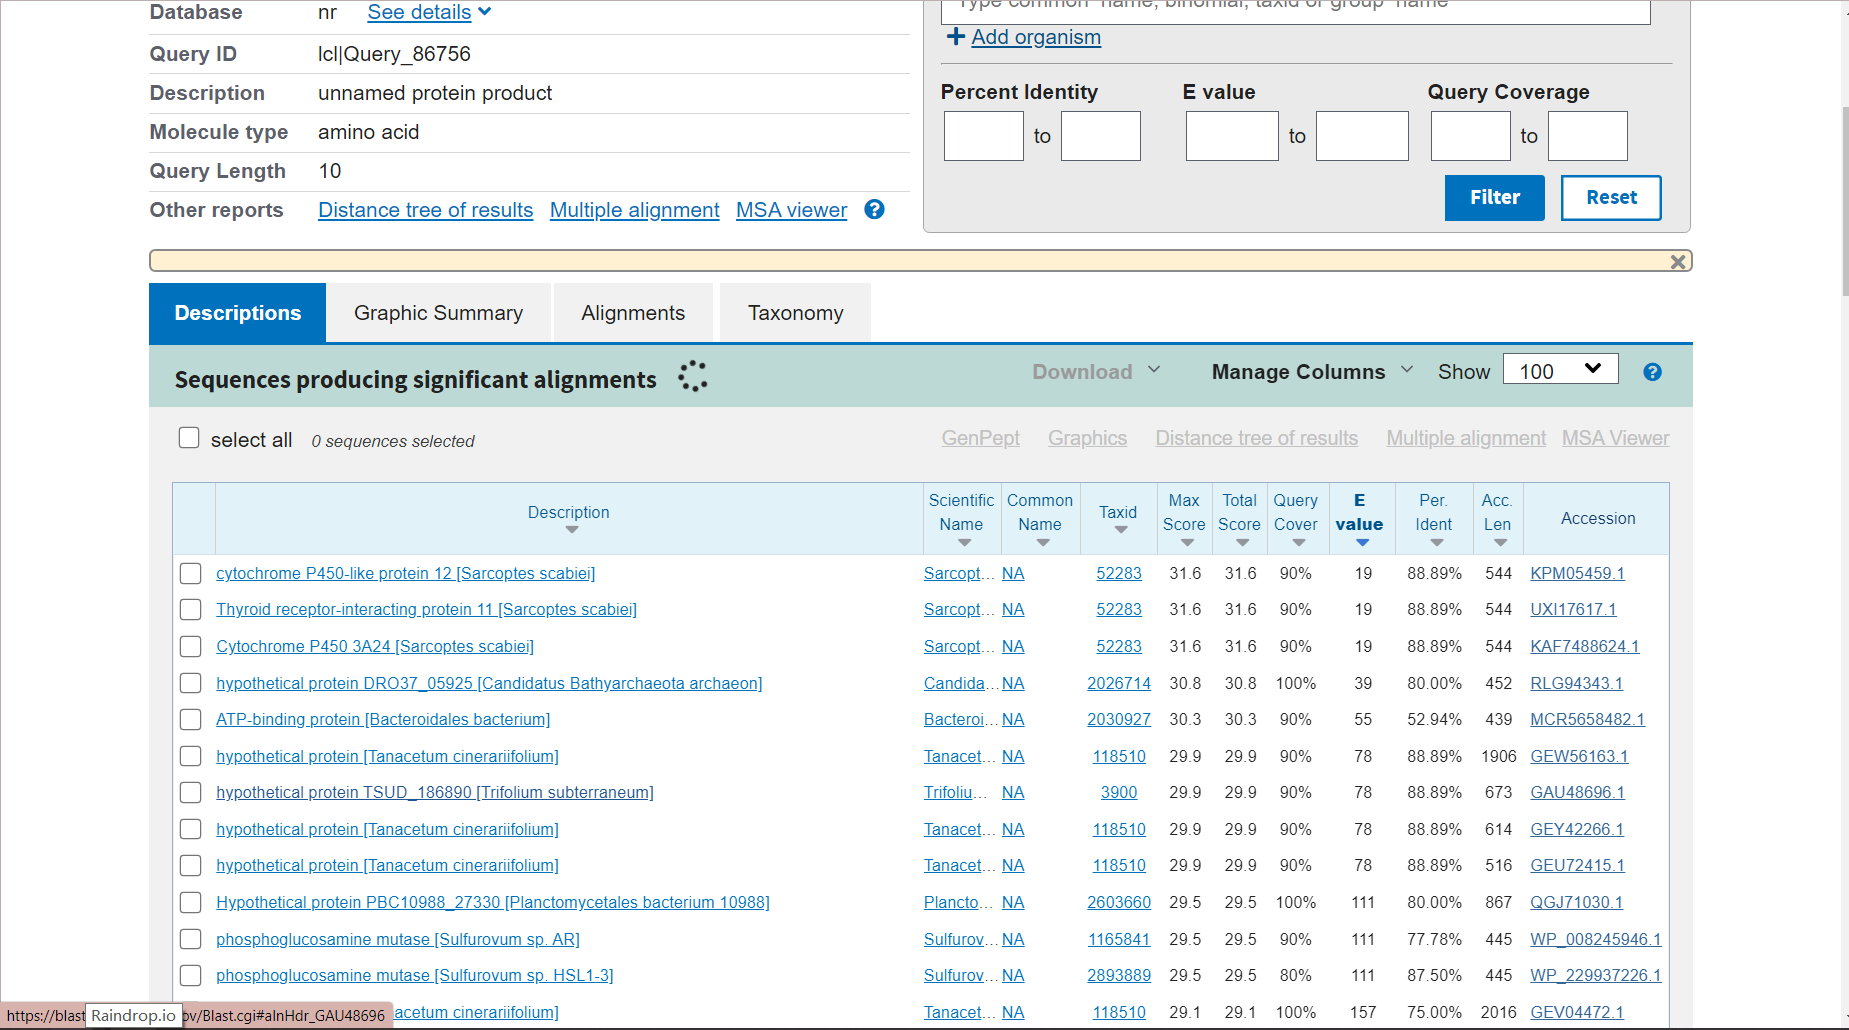 Database nr See details
Type common name, binomial, taxid or group name
Add organism
Query ID lcl|Query_86756
Description unnamed protein product
Molecule type amino acid
Query Length 10
Other reports Distance tree of results Multiple alignment MSA viewer ?
Percent Identity E value Query Coverage
to to to
Filter Reset
Descriptions Graphic Summary Alignments Taxonomy
Sequences producing significant alignments Download Manage Columns Show 100 ?
select all 0 sequences selected GenPept Graphics Distance tree of results Multiple alignment MSA Viewer
Description Scientific Name Common Name Taxid Max Score Total Score Query Cover E value Per. Ident Acc. Len Accession
cytochrome P450-like protein 12 [Sarcoptes scabiei] Sarcopt... NA 52283 31.6 31.6 90% 19 88.89% 544 KPM05459.1
Thyroid receptor-interacting protein 11 [Sarcoptes scabiei] Sarcopt... NA 52283 31.6 31.6 90% 19 88.89% 544 UXI17617.1
Cytochrome P450 3A24 [Sarcoptes scabiei] Sarcopt... NA 52283 31.6 31.6 90% 19 88.89% 544 KAF7488624.1
hypothetical protein DRO37_05925 [Candidatus Bathyarchaeota archaeon] Candida... NA 2026714 30.8 30.8 100% 39 80.00% 452 RLG94343.1
ATP-binding protein [Bacteroidales bacterium] Bacteroi... NA 2030927 30.3 30.3 90% 55 52.94% 439 MCR5658482.1
hypothetical protein [Tanacetum cinerariifolium] Tanacet... NA 118510 29.9 29.9 90% 78 88.89% 1906 GEW56163.1
hypothetical protein TSUD_186890 [Trifolium subterraneum] Trifoliu... NA 3900 29.9 29.9 90% 78 88.89% 673 GAU48696.1
hypothetical protein [Tanacetum cinerariifolium] Tanacet... NA 118510 29.9 29.9 90% 78 88.89% 614 GEY42266.1
hypothetical protein [Tanacetum cinerariifolium] Tanacet... NA 118510 29.9 29.9 90% 78 88.89% 516 GEU72415.1
Hypothetical protein PBC10988_27330 [Planctomycetales bacterium 10988] Plancto... NA 2603660 29.5 29.5 100% 111 80.00% 867 QGJ71030.1
phosphoglucosamine mutase [Sulfurovum sp. AR] Sulfurov... NA 1165841 29.5 29.5 90% 111 77.78% 445 WP_008245946.1
phosphoglucosamine mutase [Sulfurovum sp. HSL1-3] Sulfurov... NA 2893889 29.5 29.5 80% 111 87.50% 445 WP_229937226.1
acetum cinerariifolium] Tanacet... NA 118510 29.1 29.1 100% 157 75.00% 2016 GEV04472.1
https://blast Raindrop.io ov/Blast.cgi#alnHdr_GAU48696